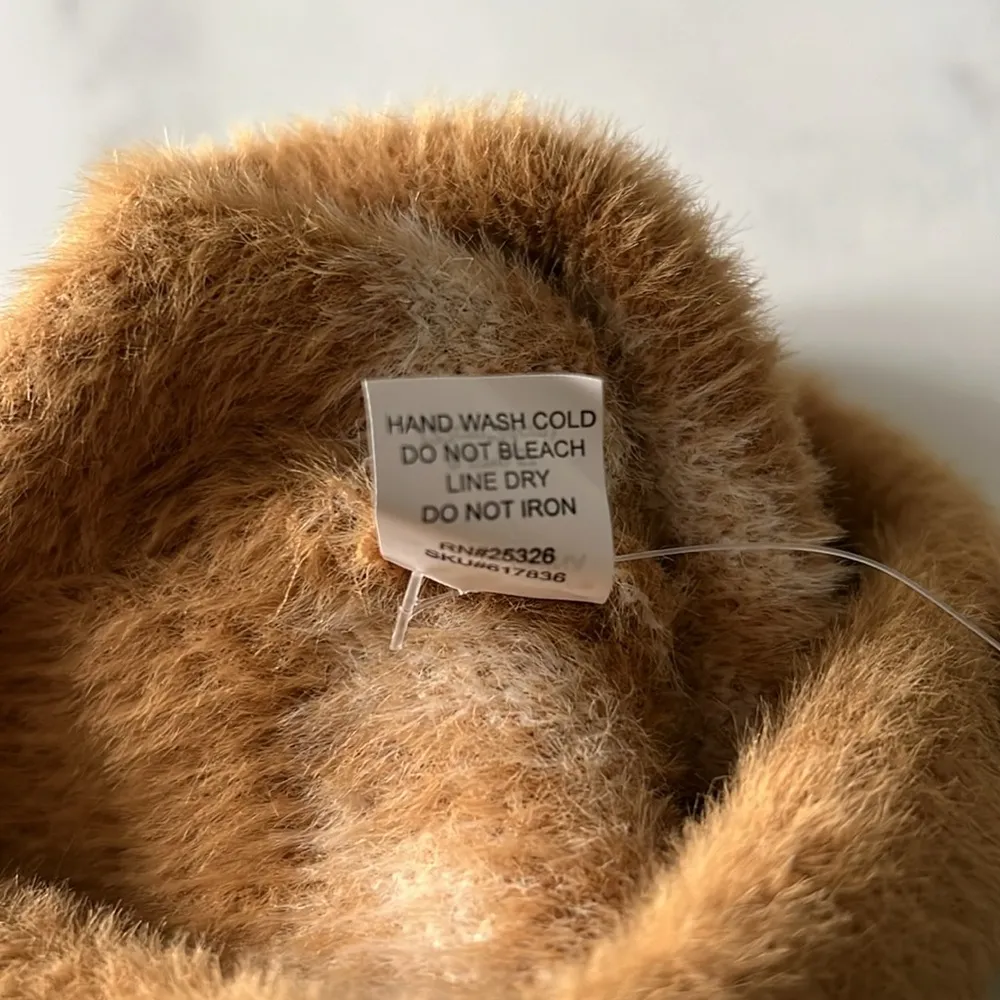 HAND WASH COLD
DO NOT BLEACH
LINE DRY
DO NOT IRON
RN#25326
SKU#617836